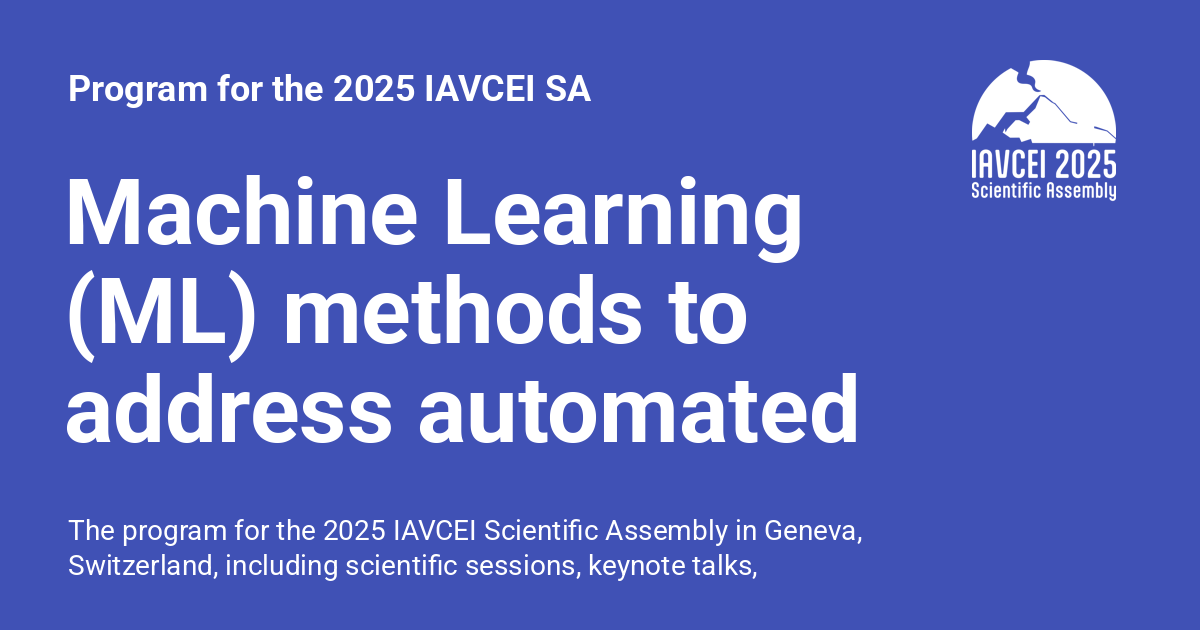 Program for the 2025 IAVCEI SA
IAVCEI 2025
Scientific Assembly
Machine Learning
(ML) methods to
address automated
The program for the 2025 IAVCEI Scientific Assembly in Geneva,
Switzerland, including scientific sessions, keynote talks,